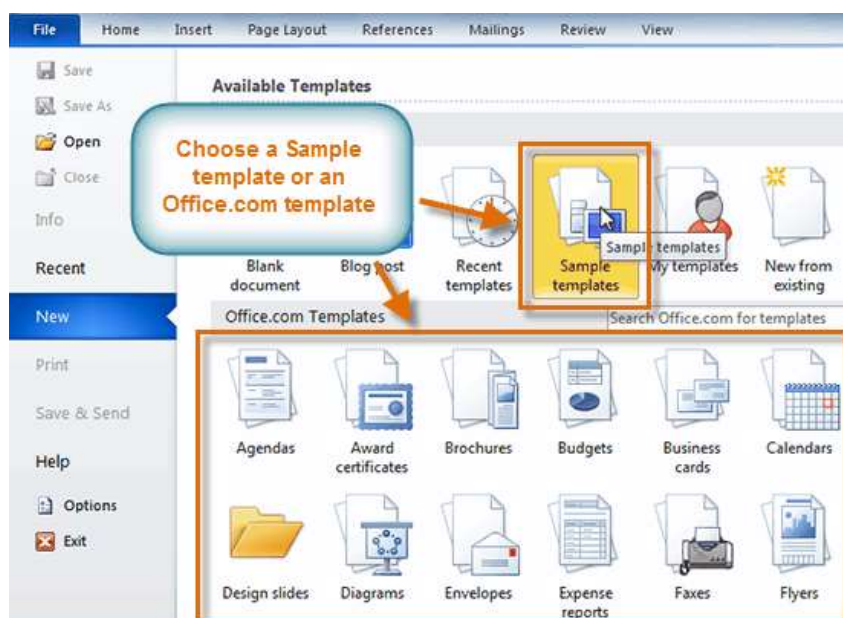 File Home Insert Page Layout References Mailings Review View
Save
Save As
Open
Close
Info
Recent
New
Print
Save & Send
Help
Options
Exit
Available Templates
Choose a Sample
template or an
Office.com template
Blank
document
Blog post
Recent
templates
Sample
templates
My templates
New from
existing
Sample templates
Office.com Templates
Search Office.com for templates
Agendas
Award
certificates
Brochures
Budgets
Business
cards
Calendars
Design slides
Diagrams
Envelopes
Expense
reports
Faxes
Flyers